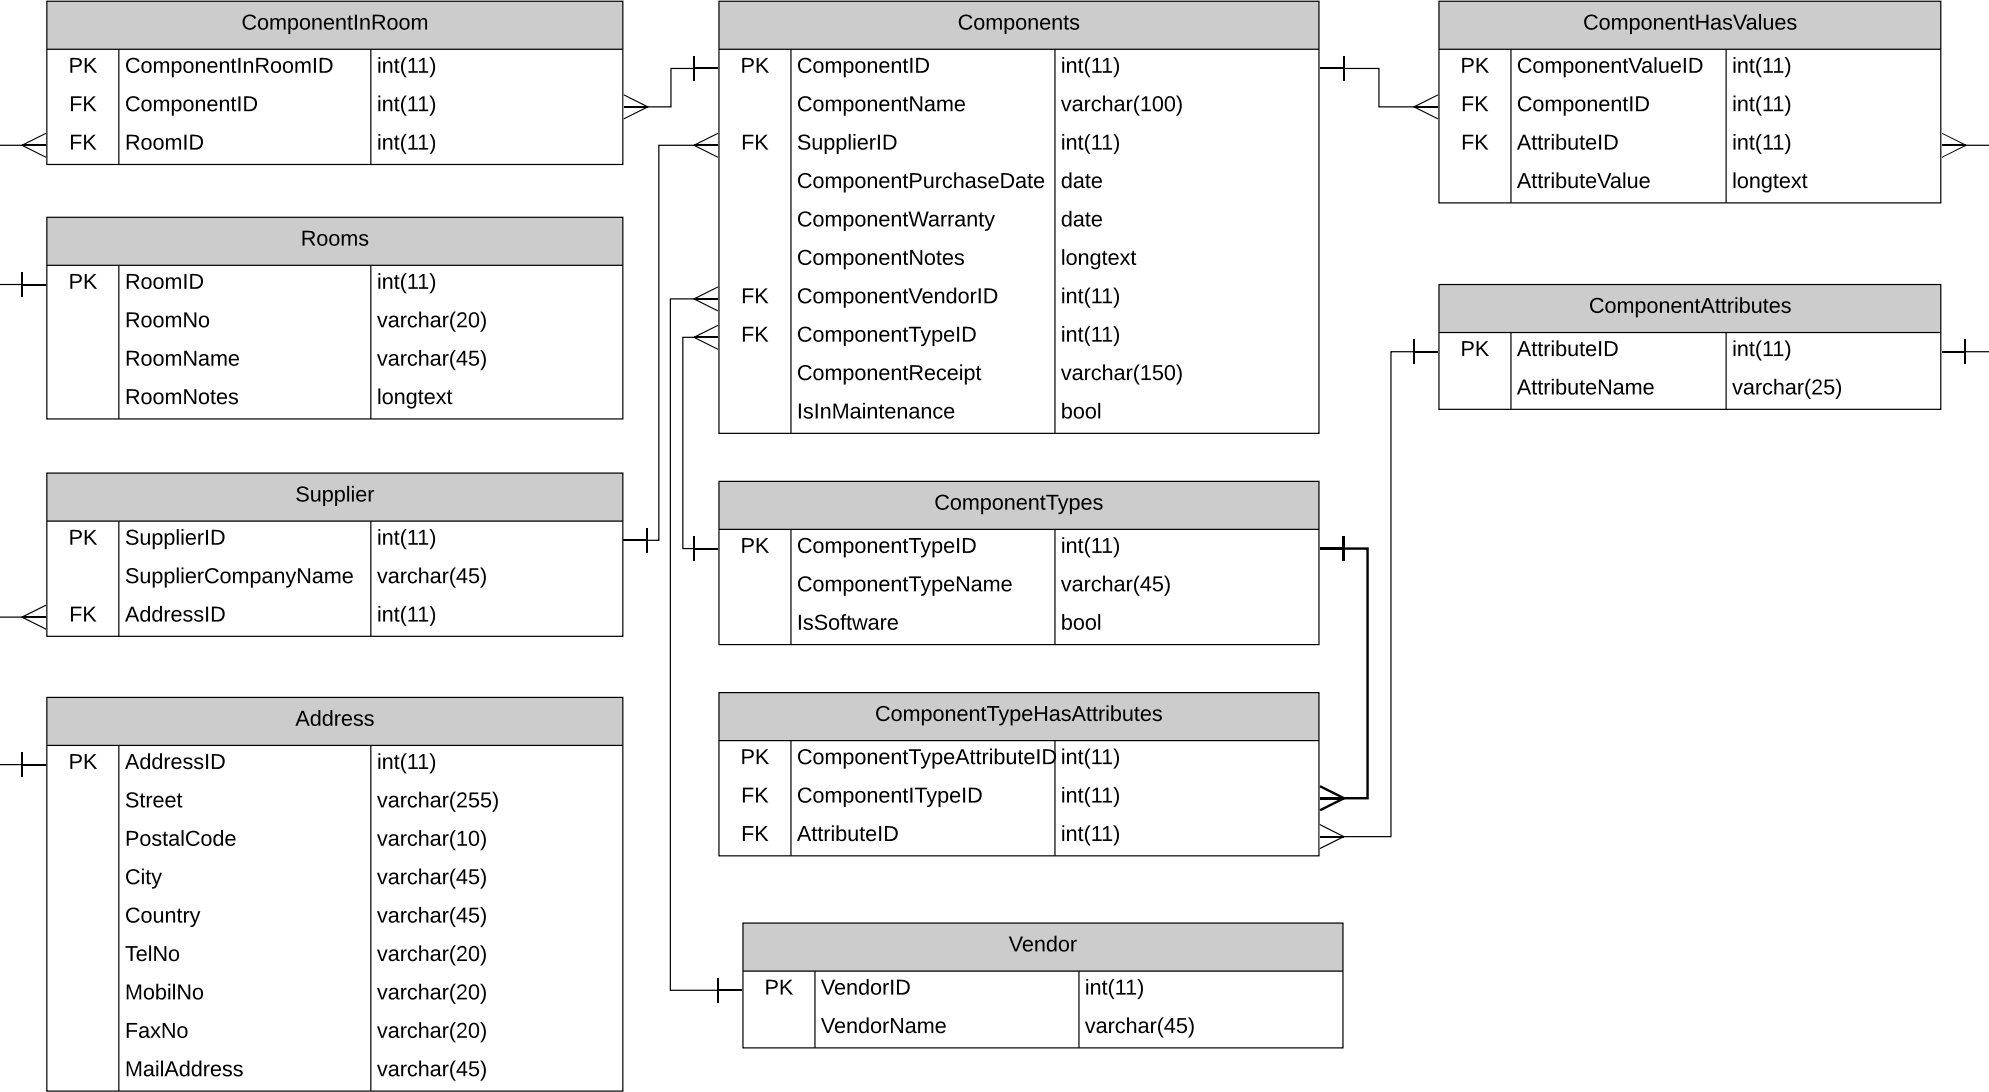 ComponentInRoom
PK ComponentInRoomID int(11)
FK ComponentID int(11)
FK RoomID int(11)
Rooms
PK RoomID int(11)
RoomNo varchar(20)
RoomName varchar(45)
RoomNotes longtext
Supplier
PK SupplierID int(11)
SupplierCompanyName varchar(45)
FK AddressID int(11)
Address
PK AddressID int(11)
Street varchar(255)
PostalCode varchar(10)
City varchar(45)
Country varchar(45)
TelNo varchar(20)
MobilNo varchar(20)
FaxNo varchar(20)
MailAddress varchar(45)
Components
PK ComponentID int(11)
ComponentName varchar(100)
FK SupplierID int(11)
ComponentPurchaseDate date
ComponentWarranty date
ComponentNotes longtext
FK ComponentVendorID int(11)
FK ComponentTypeID int(11)
ComponentReceipt varchar(150)
IsInMaintenance bool
ComponentTypes
PK ComponentTypeID int(11)
ComponentTypeName varchar(45)
IsSoftware bool
ComponentTypeHasAttributes
PK ComponentTypeAttributeID int(11)
FK ComponentITypeID int(11)
FK AttributeID int(11)
Vendor
PK VendorID int(11)
VendorName varchar(45)
ComponentHasValues
PK ComponentValueID int(11)
FK ComponentID int(11)
FK AttributeID int(11)
AttributeValue longtext
ComponentAttributes
PK AttributeID int(11)
AttributeName varchar(25)